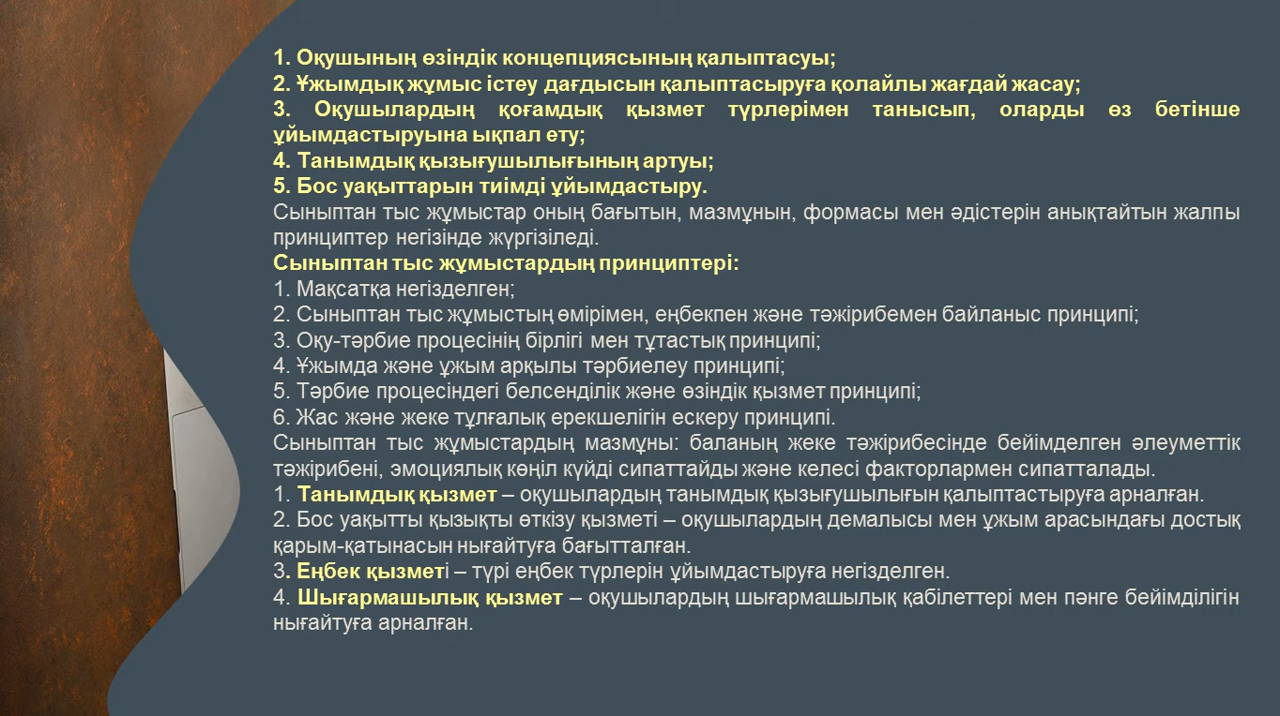 1. Оқушының өзіндік концепциясының қалыптасуы;
2. Ұжымдық жұмыс істеу дағдысын қалыптасыруға қолайлы жағдай жасау;
3. Оқушылардың қоғамдық қызмет түрлерімен танысып, оларды өз бетінше
ұйымдастыруына ықпал ету;
4. Танымдық қызығушылығының артуы;
5. Бос уақыттарын тиімді ұйымдастыру.
Сыныптан тыс жұмыстар оның бағытын, мазмұнын, формасы мен әдістерін анықтайтын жалпы
принциптер негізінде жүргізіледі.
Сыныптан тыс жұмыстардың принциптері:
1. Мақсатқа негізделген;
2. Сыныптан тыс жұмыстың өмірімен, еңбекпен және тәжірибемен байланыс принципі;
3. Оқу-тәрбие процесінің бірлігі мен тұтастық принципі;
4. Ұжымда және ұжым арқылы тәрбиелеу принципі;
5. Тәрбие процесіндегі белсенділік және өзіндік қызмет принципі;
6. Жас және жеке тұлғалық ерекшелігін ескеру принципі.
Сыныптан тыс жұмыстардың мазмұны: баланың жеке тәжірибесінде бейімделген әлеуметтік
тәжірибені, эмоциялық көңіл күйді сипаттайды және келесі факторлармен сипатталады.
1. Танымдық қызмет – оқушылардың танымдық қызығушылығын қалыптастыруға арналған.
2. Бос уақытты қызықты өткізу қызметі – оқушылардың демалысы мен ұжым арасындағы достық
қарым-қатынасын нығайтуға бағытталған.
3. Еңбек қызметі – түрі еңбек түрлерін ұйымдастыруға негізделген.
4. Шығармашылық қызмет – оқушылардың шығармашылық қабілеттері мен пәнге бейімділігін
нығайтуға арналған.